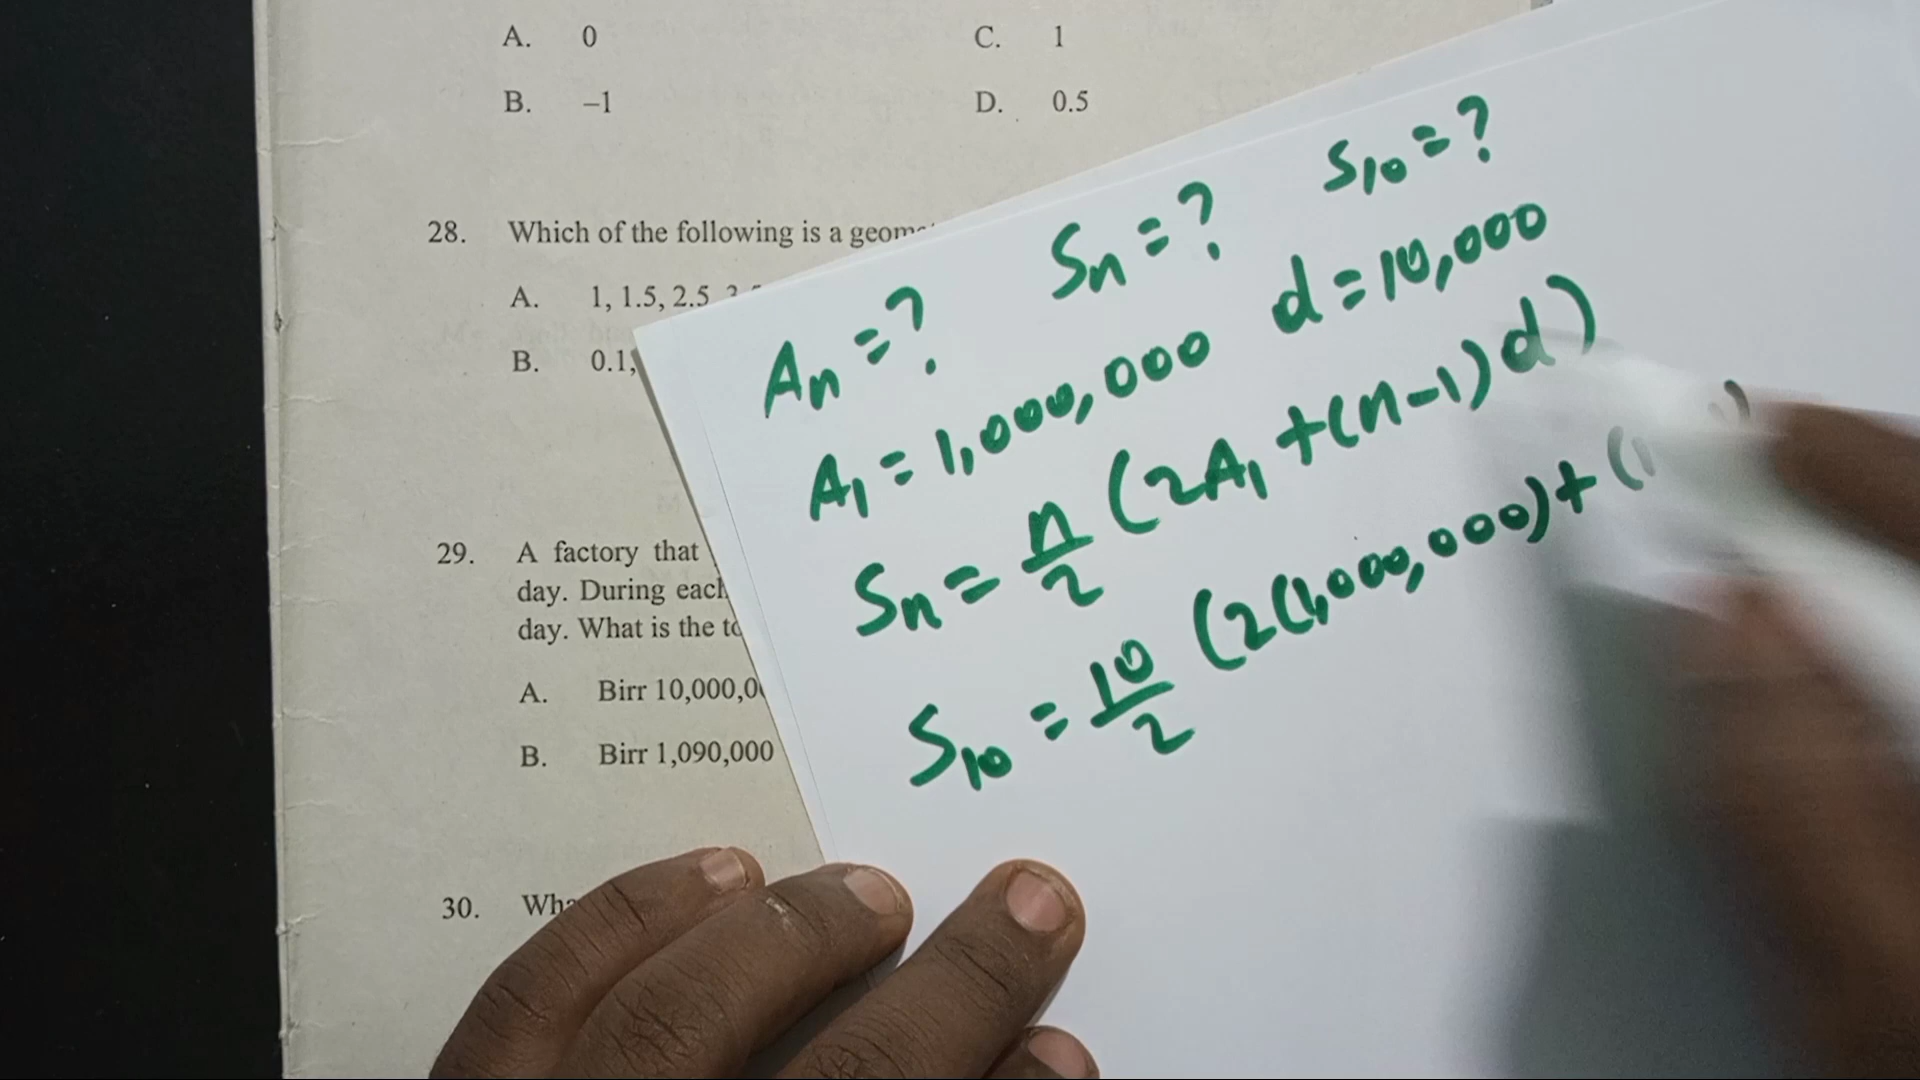 A. 0 C. 1
B. –1 D. 0.5
28. Which of the following is a
A. 1, 1.5, 2.5
B. 0.1,
29. A factory that
day. During each
day. What is the
A. Birr 10,000,0
B. Birr 1,090,000
30.
An=? Sn=? S10=?
A1=1,000,000 d=10,000
Sn=n/2(2A1+(n-1)d)
S10=10/2(2(1,000,000)+(